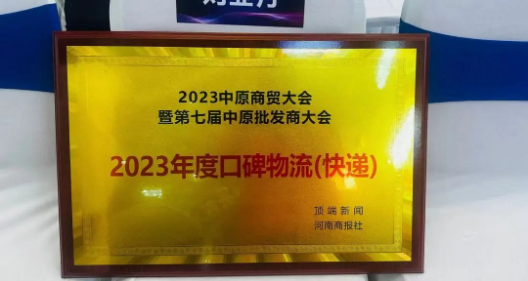 2023中原商贸大会
暨第七届中原批发商大会
2023年度口碑物流(快递)
顶端新闻
河南商报社